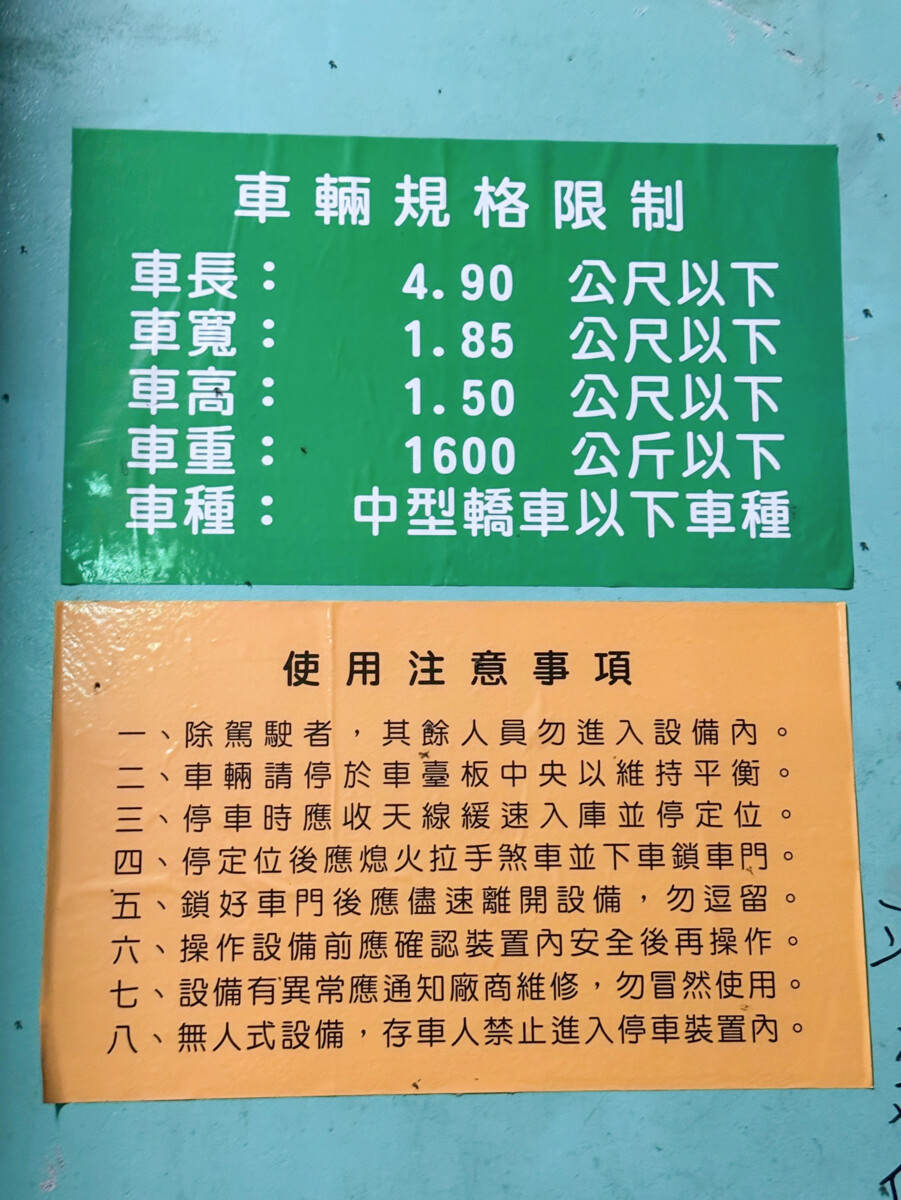 車輛規格限制
車長： 4.90 公尺以下
車寬： 1.85 公尺以下
車高： 1.50 公尺以下
車重： 1600 公斤以下
車種： 中型轎車以下車種
使用注意事項
一、除駕駛者，其餘人員勿進入設備內。
二、車輛請停於車臺板中央以維持平衡。
三、停車時應收天線緩速入庫並停定位。
四、停定位後應熄火拉手煞車並下車鎖車門。
五、鎖好車門後應儘速離開設備，勿逗留。
六、操作設備前應確認裝置內安全後再操作。
七、設備有異常應通知廠商維修，勿冒然使用。
八、無人式設備，存車人禁止進入停車裝置內。